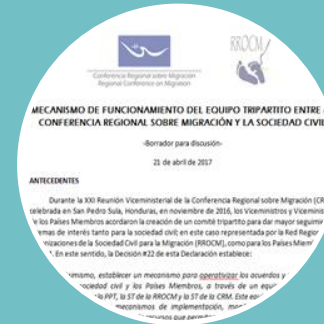 RROCM
Conferencia Regional sobre Migración
Regional Conference on Migration
MECANISMO DE FUNCIONAMIENTO DEL EQUIPO TRIPARTITO ENTRE
CONFERENCIA REGIONAL SOBRE MIGRACIÓN Y LA SOCIEDAD CIVIL
-Borrador para discusión-
21 de abril de 2017
ANTECEDENTES
Durante la XXI Reunión Viceministerial de la Conferencia Regional sobre Migración (CR
celebrada en San Pedro Sula, Honduras, en noviembre de 2016, los Viceministros y Viceminis
de los Países Miembros acordaron la creación de un comité tripartito para dar mayor seguimi
temas de interés tanto para la sociedad civil; en este caso representada por la Red Region
de la Sociedad Civil para la Migración (RROCM), como para los Países Miem
En este sentido, la Decisión #22 de esta Declaración establece:
establecer un mecanismo para operativizar los acuerdos y
sociedad civil y los Países Miembros, a través de un equi
la PPT, la ST de la RROCM y la ST de la CRM. Este
mecanismos de implementación,
recursos que